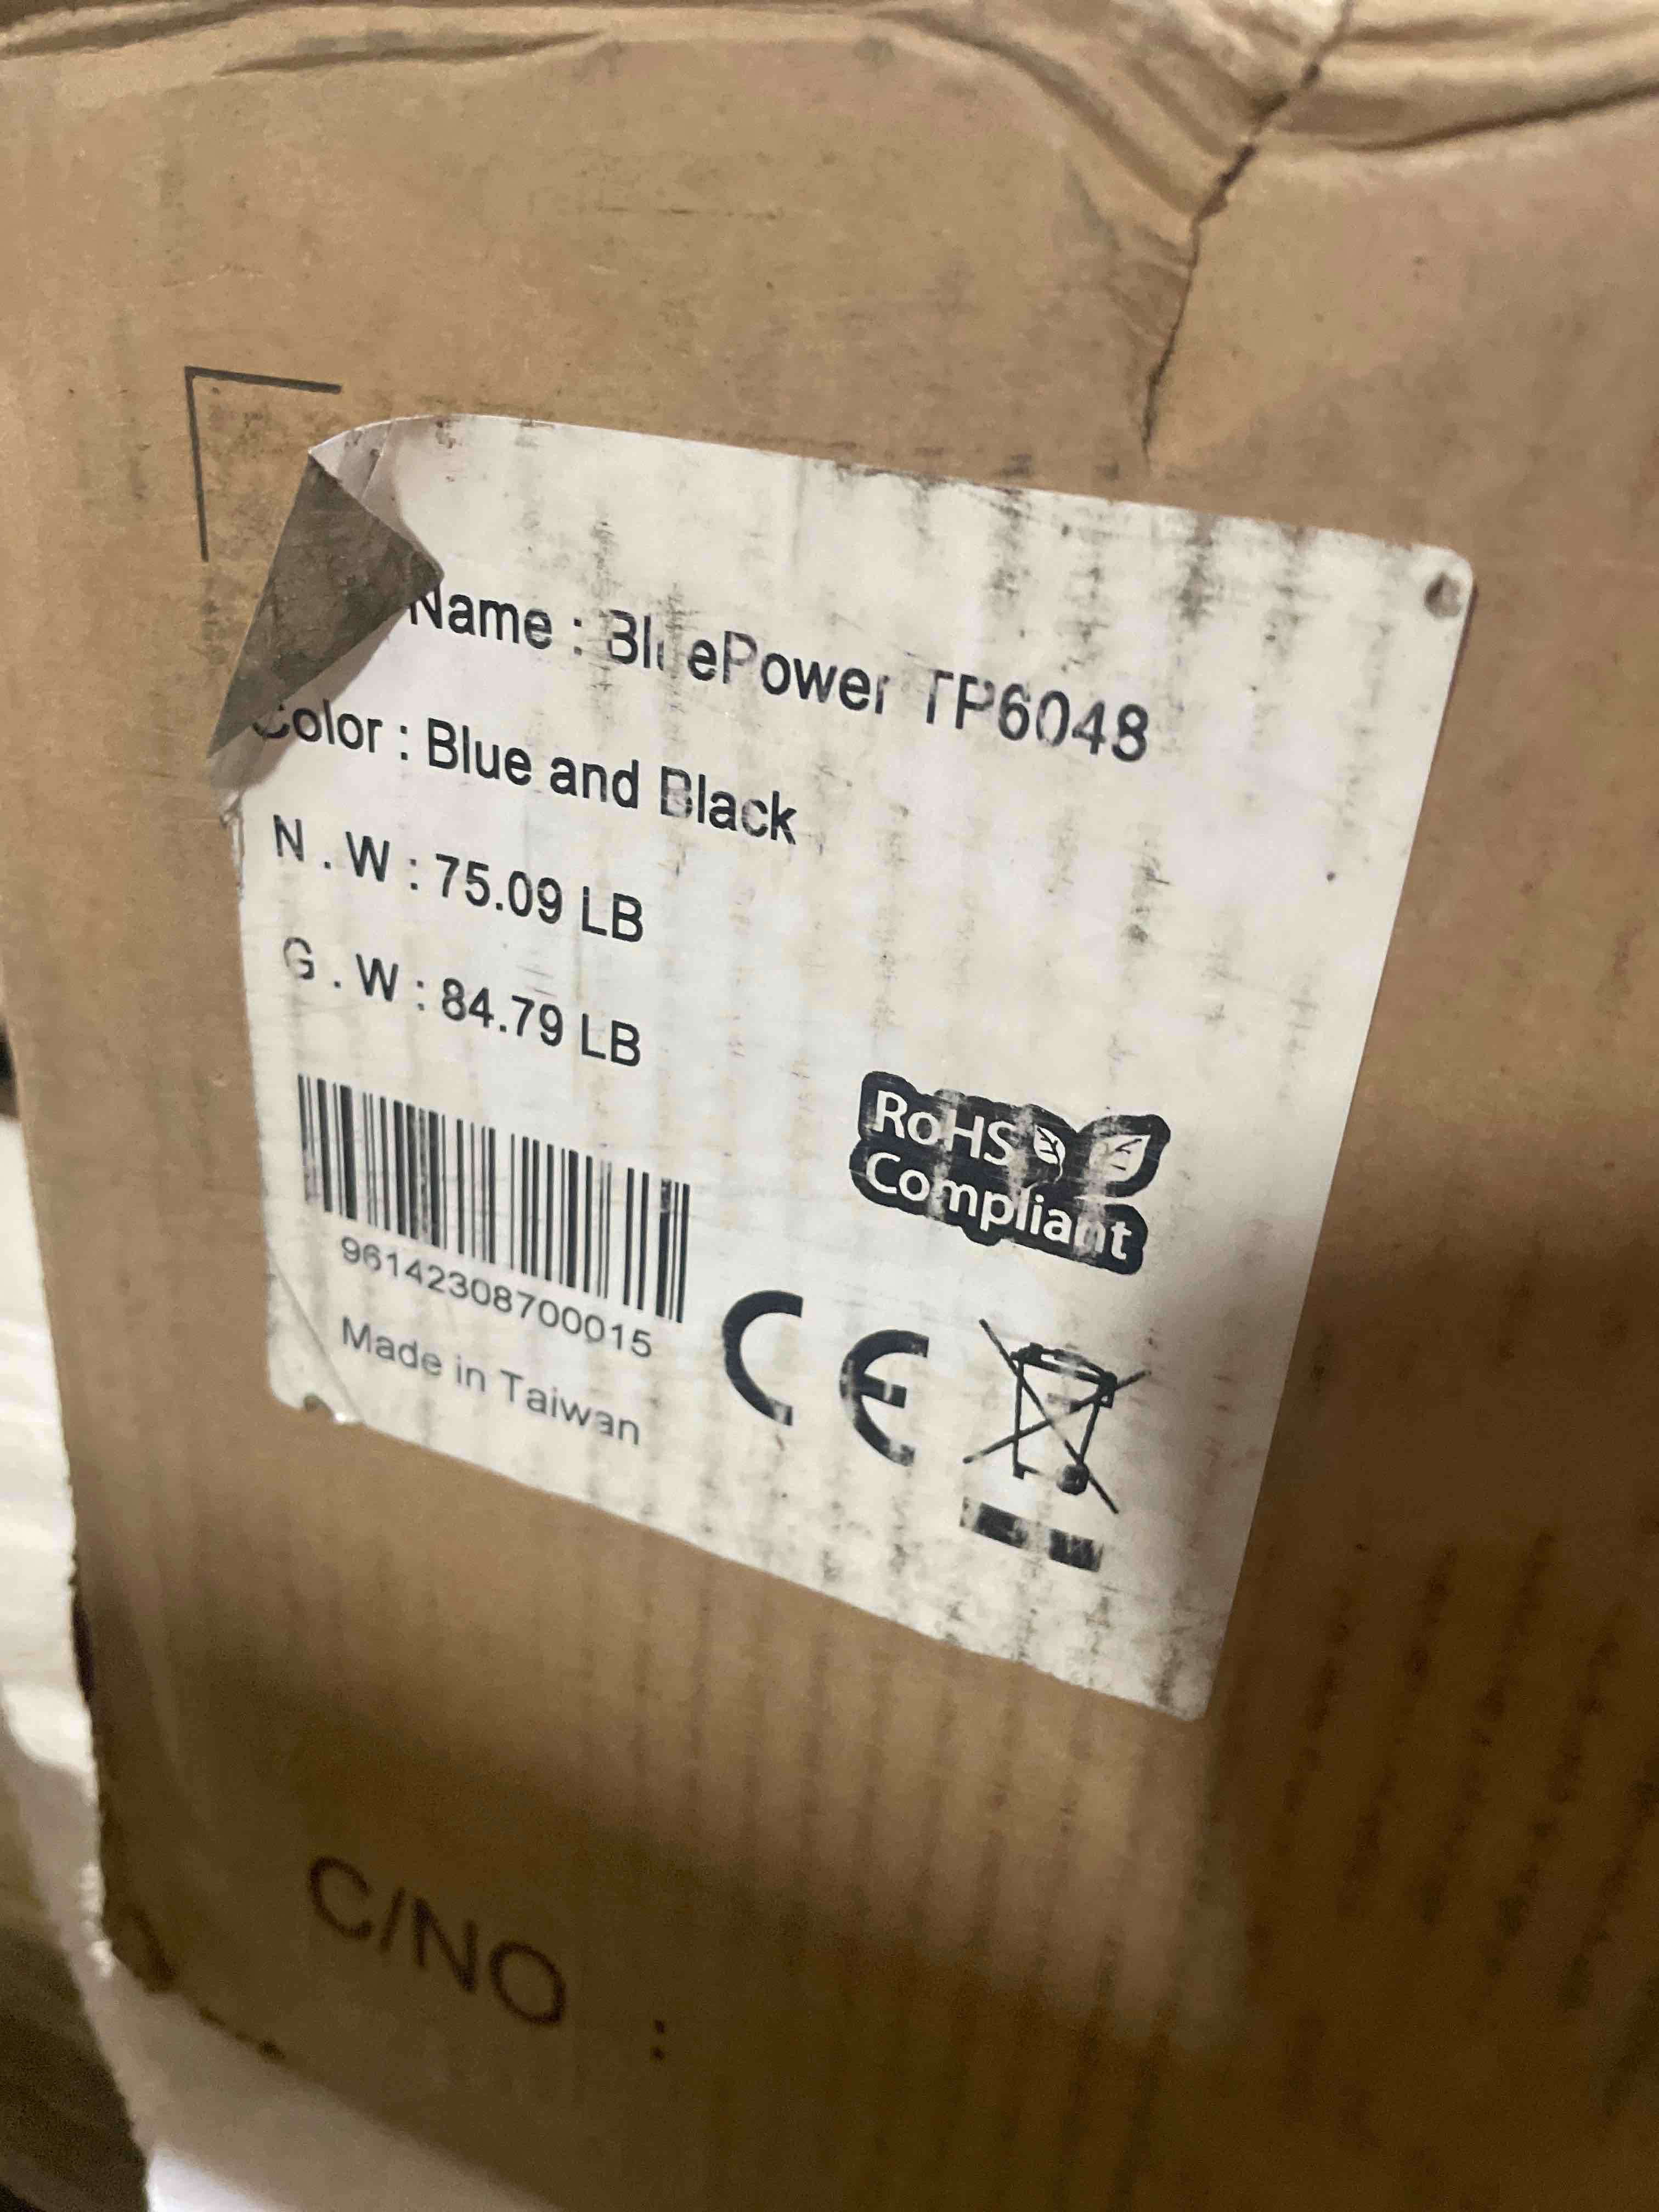 Name : BluePower TP6048
Color : Blue and Black
N . W : 75.09 LB
G . W : 84.79 LB
RoHS
Compliant
96142308700015
Made in Taiwan
CE
C/NO :